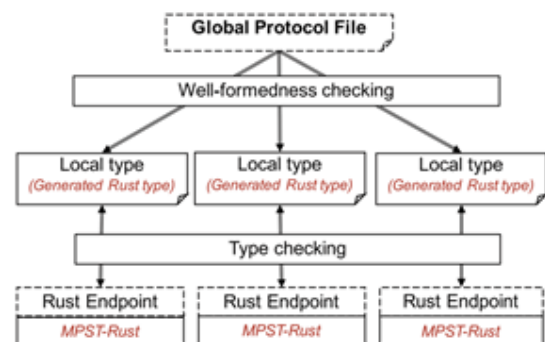 Global Protocol File
Well-formedness checking
Local type
(Generated Rust type)
Local type
(Generated Rust type)
Local type
(Generated Rust type)
Type checking
Rust Endpoint
MPST-Rust
Rust Endpoint
MPST-Rust
Rust Endpoint
MPST-Rust